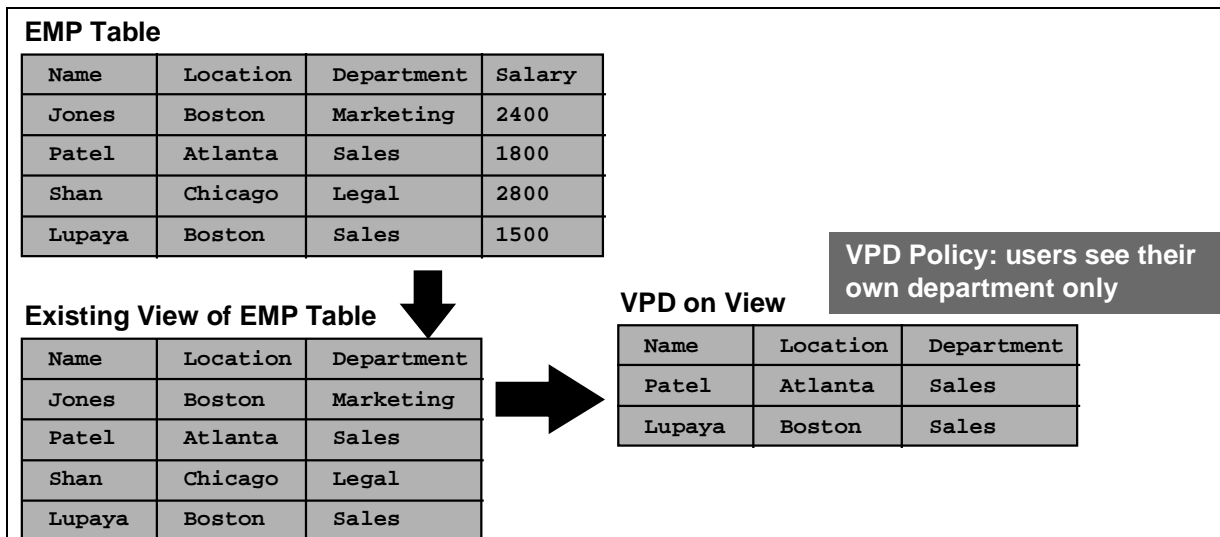 EMP Table
Name Location Department Salary
Jones Boston Marketing 2400
Patel Atlanta Sales 1800
Shan Chicago Legal 2800
Lupaya Boston Sales 1500
VPD Policy: users see their
own department only
Existing View of EMP Table
Name Location Department
Jones Boston Marketing
Patel Atlanta Sales
Shan Chicago Legal
Lupaya Boston Sales
VPD on View
Name Location Department
Patel Atlanta Sales
Lupaya Boston Sales